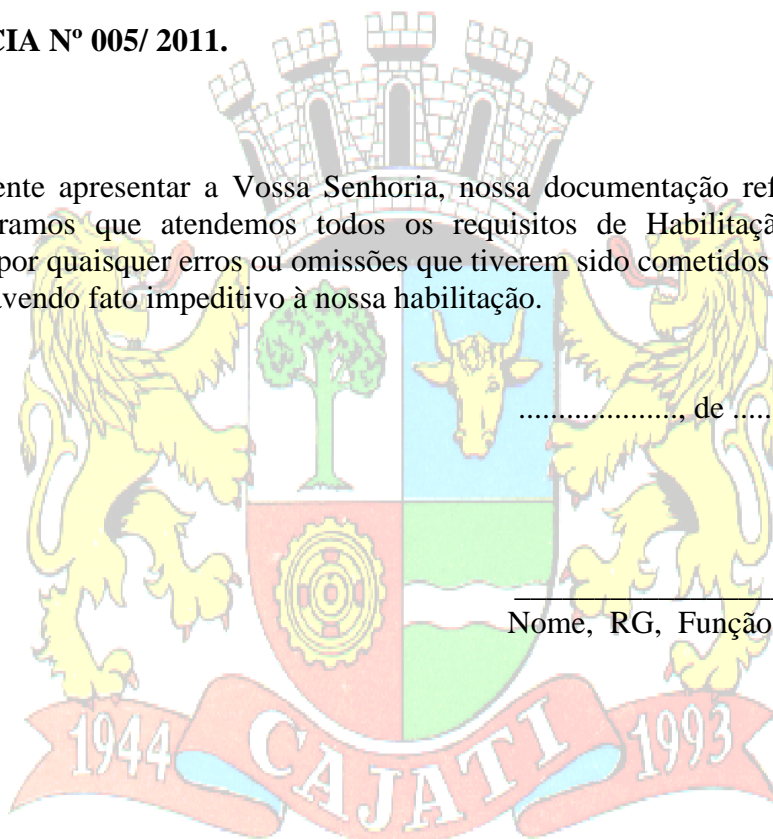 CIA Nº 005/ 2011.
ente apresentar a Vossa Senhoria, nossa documentação ref
ramos que atendemos todos os requisitos de Habilitaçã
por quaisquer erros ou omissões que tiverem sido cometidos
avendo fato impeditivo à nossa habilitação.
...................., de .....
____________________
Nome, RG, Função
1944 CAJATI 1993